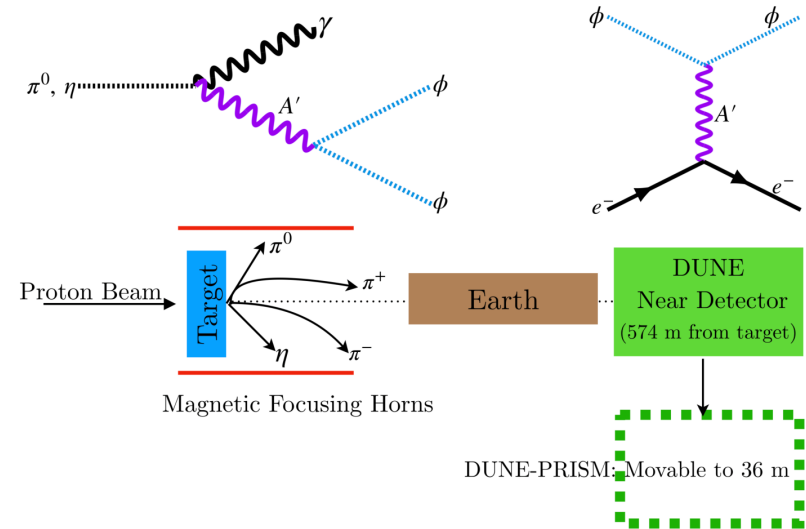 γ
π⁰, η
A′
ϕ
ϕ
ϕ
ϕ
A′
e⁻
e⁻
Proton Beam
Target
π⁰
π⁺
η
π⁻
Magnetic Focusing Horns
Earth
DUNE
Near Detector
(574 m from target)
DUNE-PRISM: Movable to 36 m